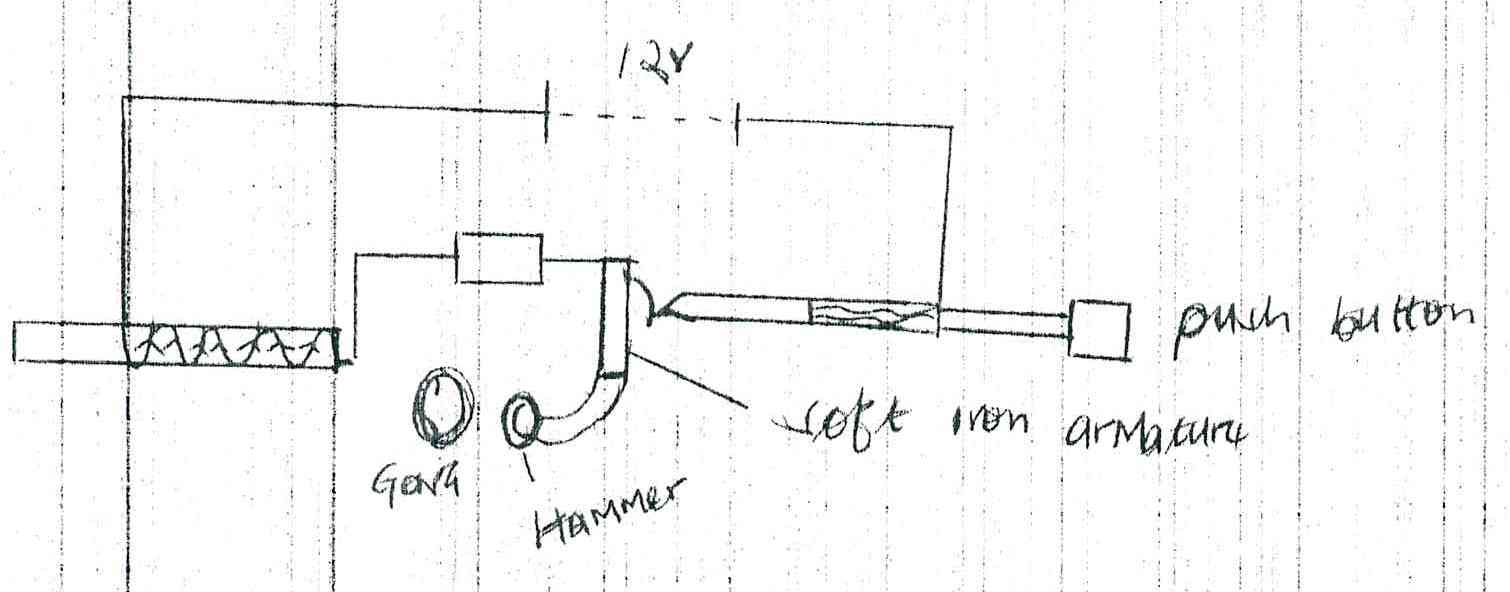 12V
push button
soft iron armature
Gong
Hammer